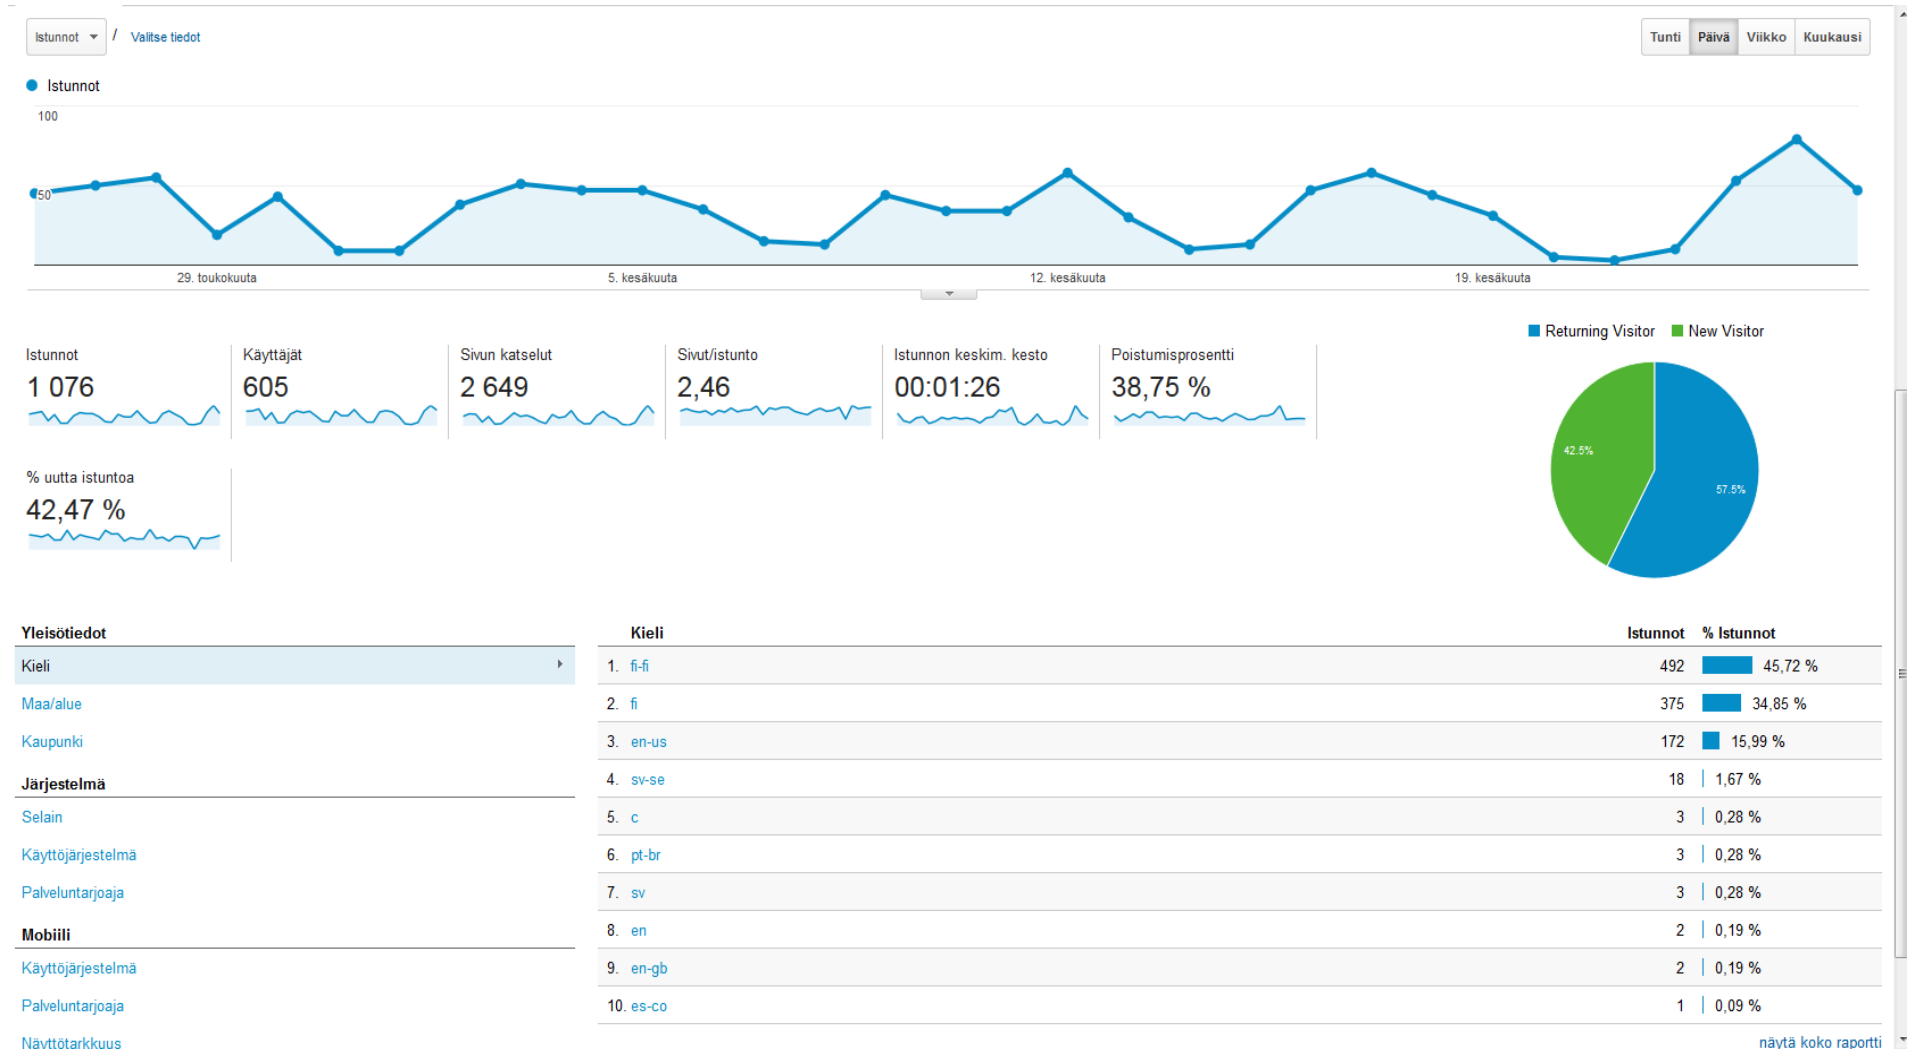 Istunnot / Valitse tiedot Tunti Päivä Viikko Kuukausi
Istunnot
100
50
29. toukokuuta 5. kesäkuuta 12. kesäkuuta 19. kesäkuuta
Returning Visitor New Visitor
Istunnot Käyttäjät Sivun katselut Sivut/istunto Istunnon keskim. kesto Poistumisprosentti
1 076 605 2 649 2,46 00:01:26 38,75 %
42.5%
57.5%
% uutta istuntoa
42,47 %
Yleisötiedot
Kieli
Maa/alue
Kaupunki
Järjestelmä
Selain
Käyttöjärjestelmä
Palveluntarjoaja
Mobiili
Käyttöjärjestelmä
Palveluntarjoaja
Näyttötarkkuus
Kieli Istunnot % Istunnot
1. fi-fi 492 45,72 %
2. fi 375 34,85 %
3. en-us 172 15,99 %
4. sv-se 18 1,67 %
5. c 3 0,28 %
6. pt-br 3 0,28 %
7. sv 3 0,28 %
8. en 2 0,19 %
9. en-gb 2 0,19 %
10. es-co 1 0,09 %
näytä koko raportti